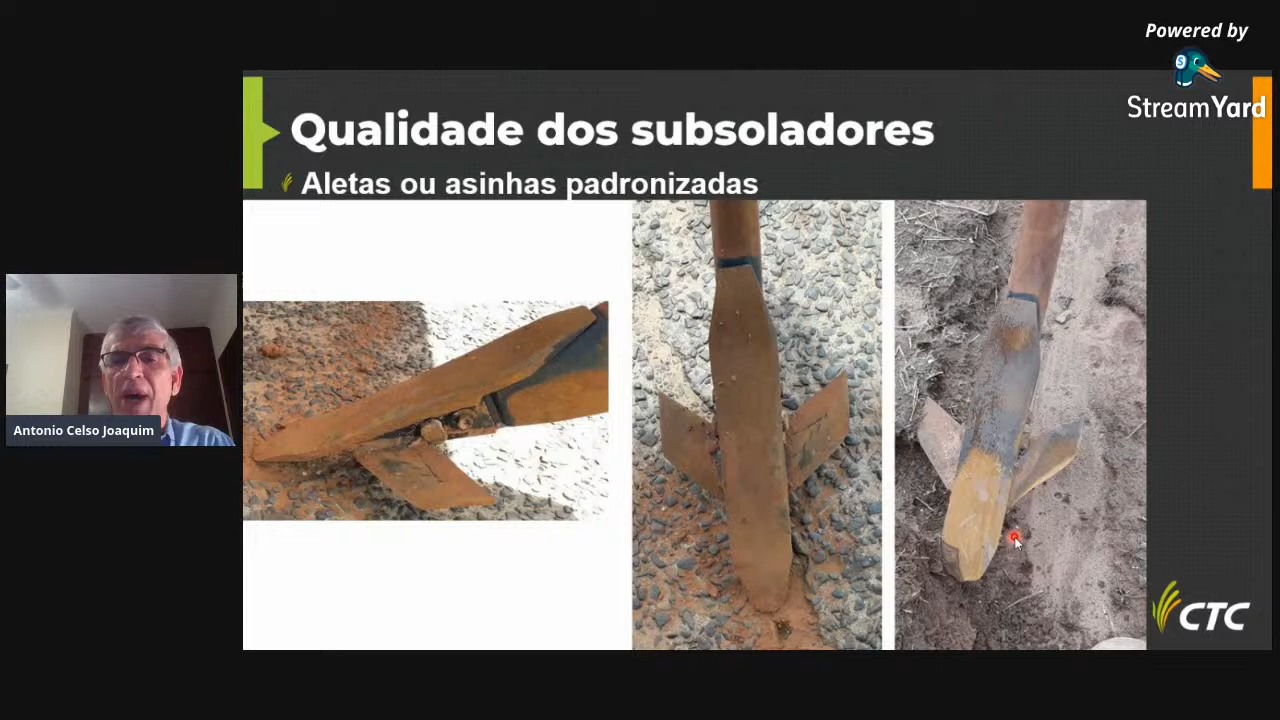 Powered by
StreamYard
Qualidade dos subsoladores
Aletas ou asinhas padronizadas
Antonio Celso Joaquim
CTC